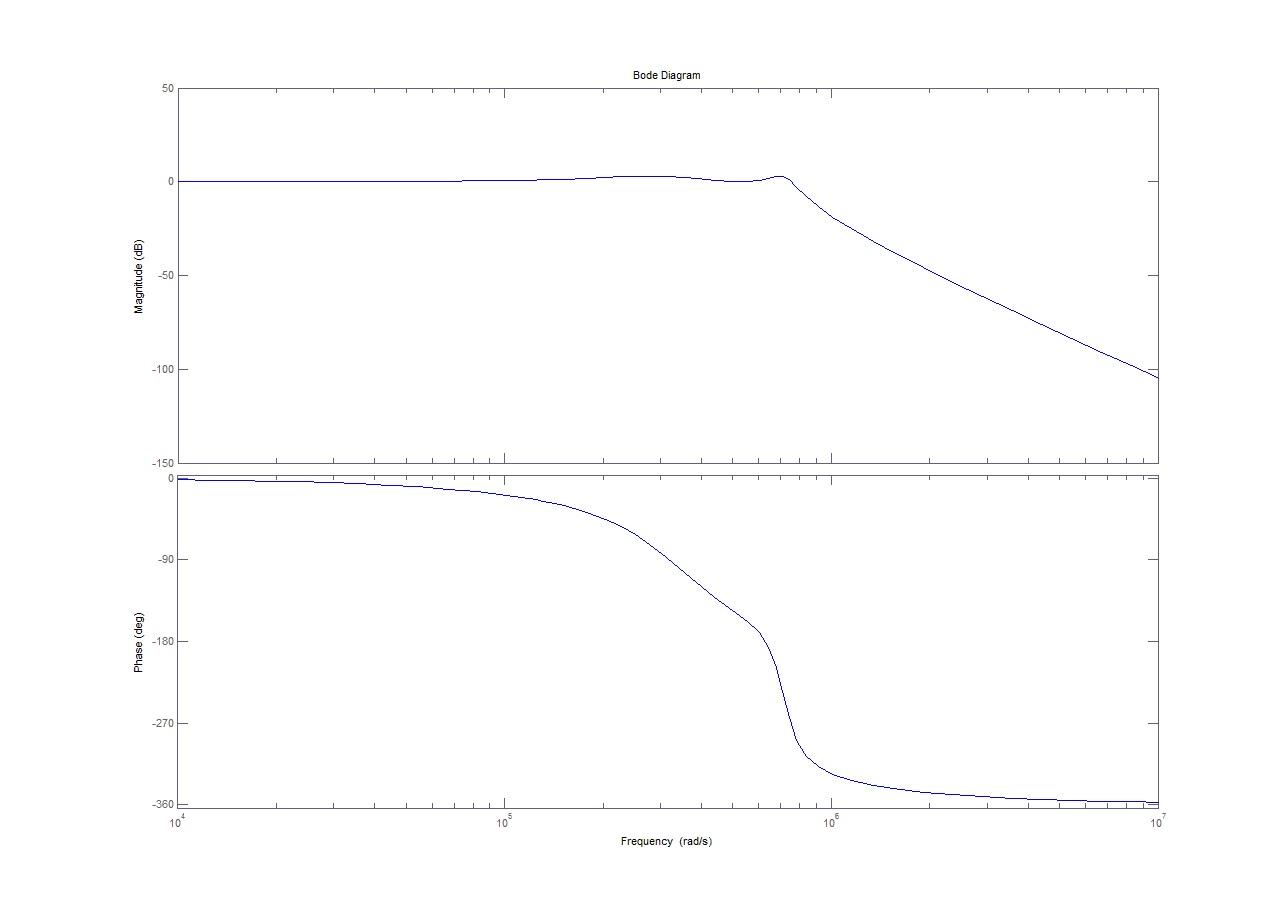 Bode Diagram
50
0
-50
-100
-150
Magnitude (dB)
0
-90
-180
-270
-360
Phase (deg)
10^4 10^5 10^6 10^7
Frequency (rad/s)